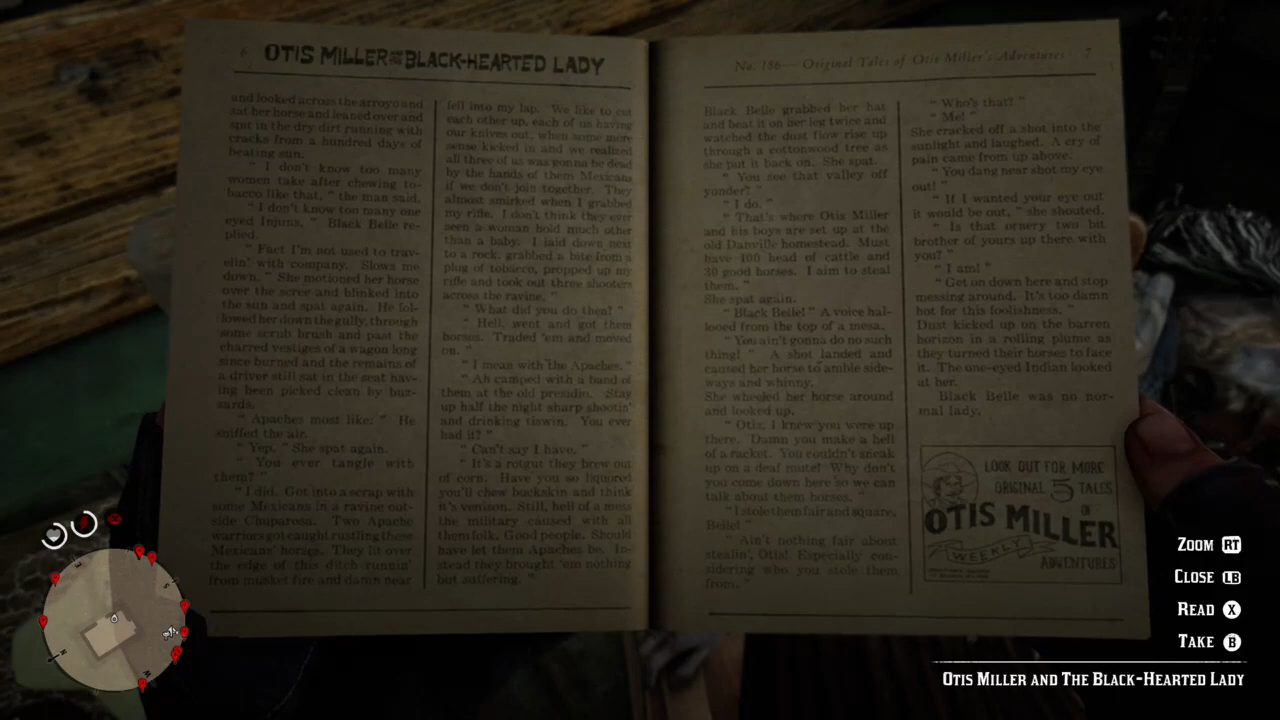 6
OTIS MILLER AND THE BLACK-HEARTED LADY
and looked across the arroyo and
sat her horse and leaned over and
spit in the dry dirt running with
cracks from a hundred days of
beating sun.
" I don't know too many
women take after chewing to-
bacco like that, " the man said.
" I don't know too many one
eyed Injuns, " Black Belle re-
plied.
" Fact I'm not used to trav-
elin' with company. Slows me
down. " She motioned her horse
over the scree and blinked into
the sun and spat again. He fol-
lowed her down the gully, through
some scrub brush and past the
charred vestiges of a wagon long
since burned and the remains of
a driver still sat in the seat hav-
ing been picked clean by buz-
zards.
" Apaches most like. " He
sniffed the air.
" Yep. " She spat again.
" You ever tangle with
them? "
" I did. Got into a scrap with
some Mexicans in a ravine out-
side Chuparosa. Two Apache
warriors got caught rustling these
Mexicans' horses. They lit over
the edge of this ditch runnin'
from musket fire and damn near
fell into my lap. We like to cut
each other up, each of us having
our knives out, when some more
sense kicked in and we realized
all three of us was gonna be dead
by the hands of them Mexicans
if we don't join together. They
almost smirked when I grabbed
my rifle. I don't think they ever
seen a woman hold much other
than a baby. I laid down next
to a rock, grabbed a bite from a
plug of tobacco, propped up my
rifle and took out three shooters
across the ravine. "
" What did you do then? "
" Hell, went and got them
horses. Traded 'em and moved
on. "
" I mean with the Apaches. "
" Ah camped with a band of
them at the old presidio. Stay
up half the night sharp shootin'
and drinking tiswin. You ever
had it? "
" Can't say I have. "
" It's a rotgut they brew out
of corn. Have you so liquored
you'll chew buckskin and think
it's venison. Still, hell of a mess
the military caused with all
them folk. Good people. Should
have let them Apaches be. In-
stead they brought 'em nothing
but suffering. "
No. 186— Original Tales of Otis Miller's Adventures 7
Black Belle grabbed her hat
and beat it on her leg twice and
watched the dust flow rise up
through a cottonwood tree as
she put it back on. She spat.
" You see that valley off
yonder? "
" I do. "
" That's where Otis Miller
and his boys are set up at the
old Danville homestead. Must
have 100 head of cattle and
30 good horses. I aim to steal
them. "
She spat again.
" Black Belle! " A voice hal-
looed from the top of a mesa.
" You ain't gonna do no such
thing! " A shot landed and
caused her horse to amble side-
ways and whinny.
She wheeled her horse around
and looked up.
" Otis, I knew you were up
there. Damn you make a hell
of a racket. You couldn't sneak
up on a deaf mute! Why don't
you come down here so we can
talk about them horses. "
" I stole them fair and square,
Belle! "
" Ain't nothing fair about
stealin', Otis! Especially con-
sidering who you stole them
from. "
" Who's that? "
" Me! "
She cracked off a shot into the
sunlight and laughed. A cry of
pain came from up above.
" You dang near shot my eye
out! "
" If I wanted your eye out
it would be out, " she shouted.
" Is that ornery two bit
brother of yours up there with
you? "
" I am! "
" Get on down here and stop
messing around. It's too damn
hot for this foolishness. "
Dust kicked up on the barren
horizon in a rolling plume as
they turned their horses to face
it. The one-eyed Indian looked
at her.
Black Belle was no nor-
mal lady.
LOOK OUT FOR MORE
ORIGINAL 5 TALES
IN
OTIS MILLER
WEEKLY
ADVENTURES
ZOOM RT
CLOSE LB
READ X
TAKE B
OTIS MILLER AND THE BLACK-HEARTED LADY